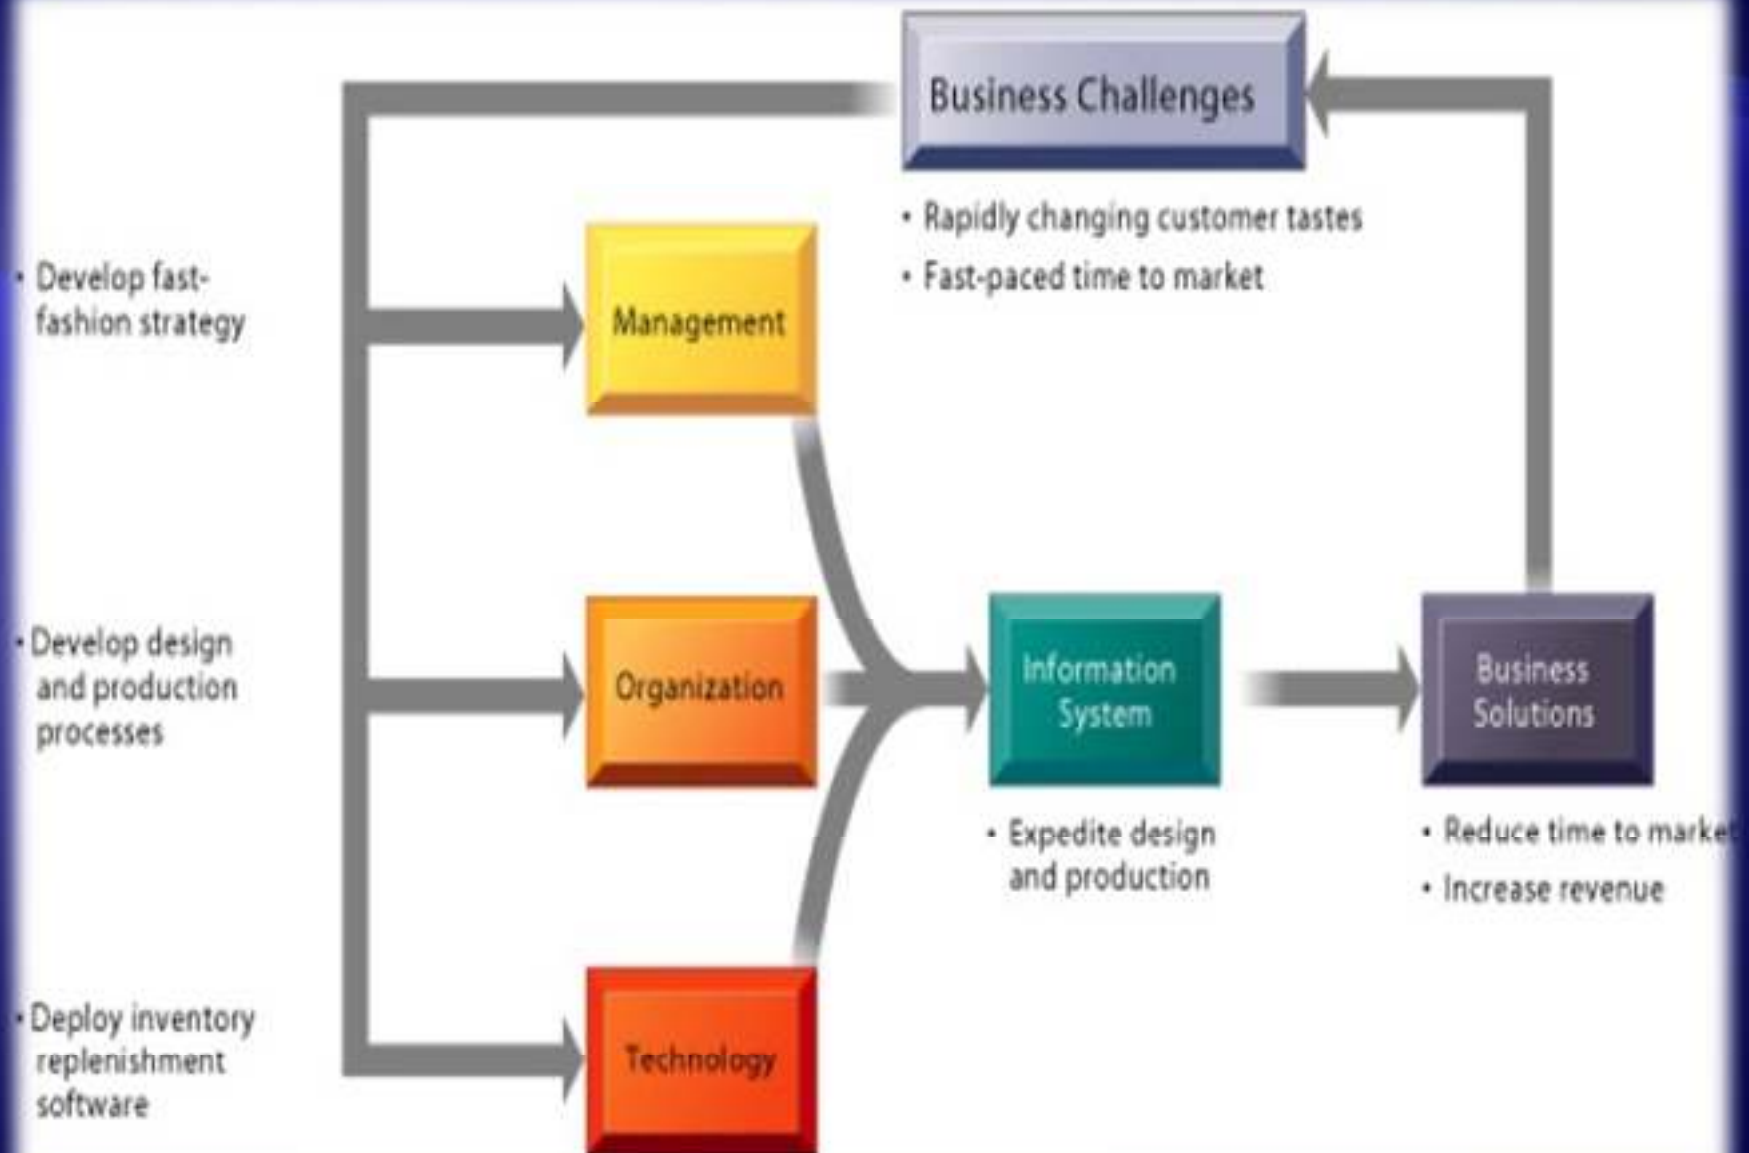 Business Challenges
• Rapidly changing customer tastes
• Fast-paced time to market
• Develop fast-
fashion strategy
Management
• Develop design
and production
processes
Organization
Information
System
Business
Solutions
• Expedite design
and production
• Reduce time to market
• Increase revenue
• Deploy inventory
replenishment
software
Technology